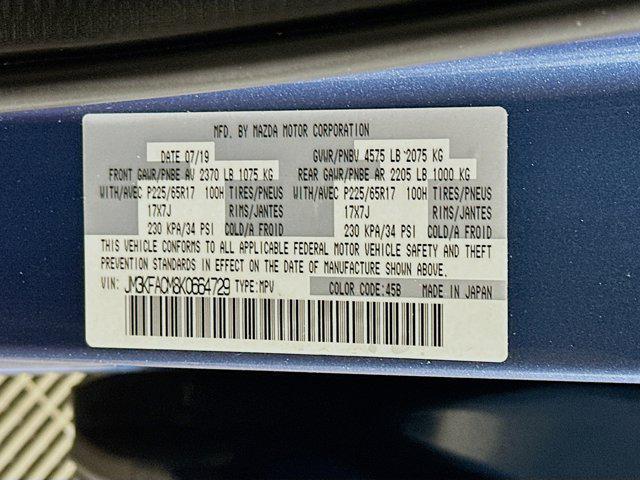 MFD. BY MAZDA MOTOR CORPORATION
DATE 07/19 GVWR/PNBV 4575 LB 2075 KG
FRONT GAWR/PNBE AV 2370 LB 1075 KG REAR GAWR/PNBE AR 2205 LB 1000 KG
WITH/AVEC P225/65R17 100H TIRES/PNEUS WITH/AVEC P225/65R17 100H TIRES/PNEUS
17X7J RIMS/JANTES 17X7J RIMS/JANTES
230 KPA/34 PSI COLD/A FROID 230 KPA/34 PSI COLD/A FROID
THIS VEHICLE CONFORMS TO ALL APPLICABLE FEDERAL MOTOR VEHICLE SAFETY AND THEFT
PREVENTION STANDARDS IN EFFECT ON THE DATE OF MANUFACTURE SHOWN ABOVE.
VIN: JM3KFACM8K0664729 TYPE:MPV COLOR CODE:45B MADE IN JAPAN